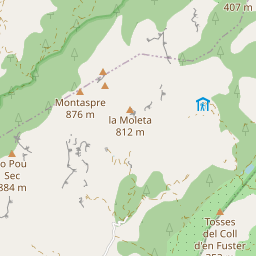 407 m
Montaspre
876 m
la Moleta
812 m
o Pou
Sec
884 m
Tosses
del Coll
d'en Fuster